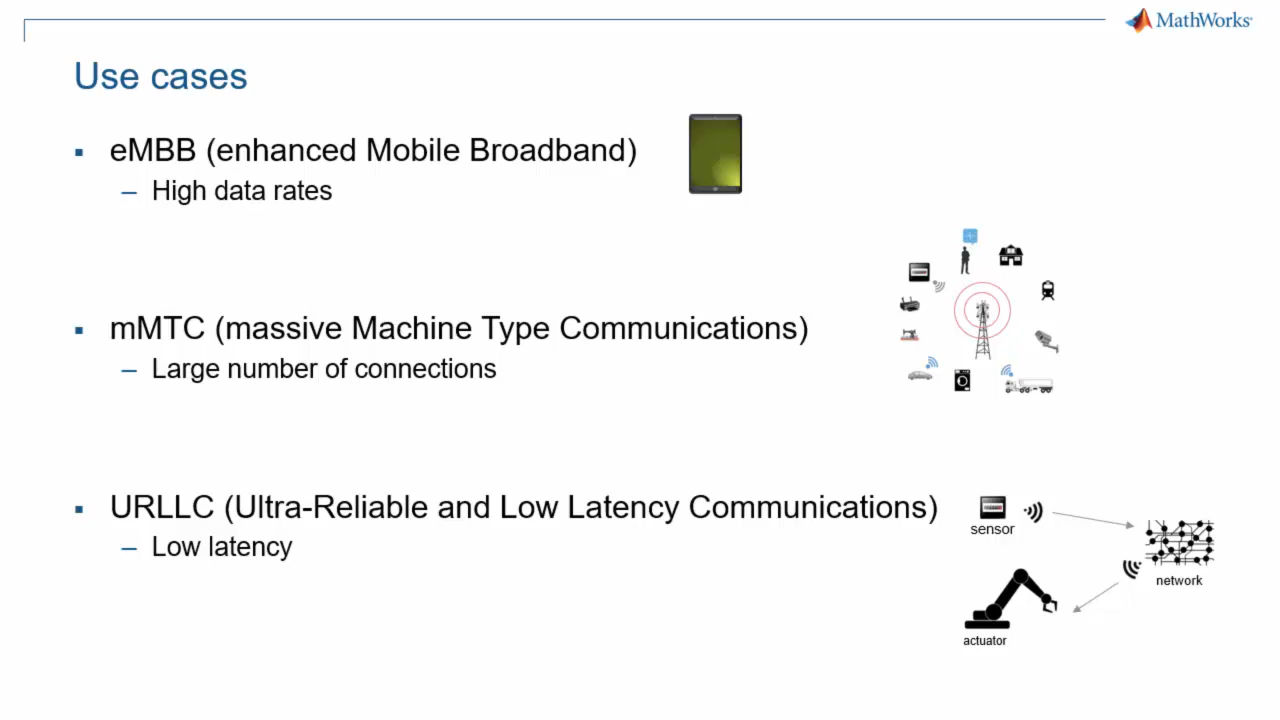 MathWorks
Use cases
▪ eMBB (enhanced Mobile Broadband)
– High data rates
▪ mMTC (massive Machine Type Communications)
– Large number of connections
▪ URLLC (Ultra-Reliable and Low Latency Communications)
– Low latency
sensor
network
actuator